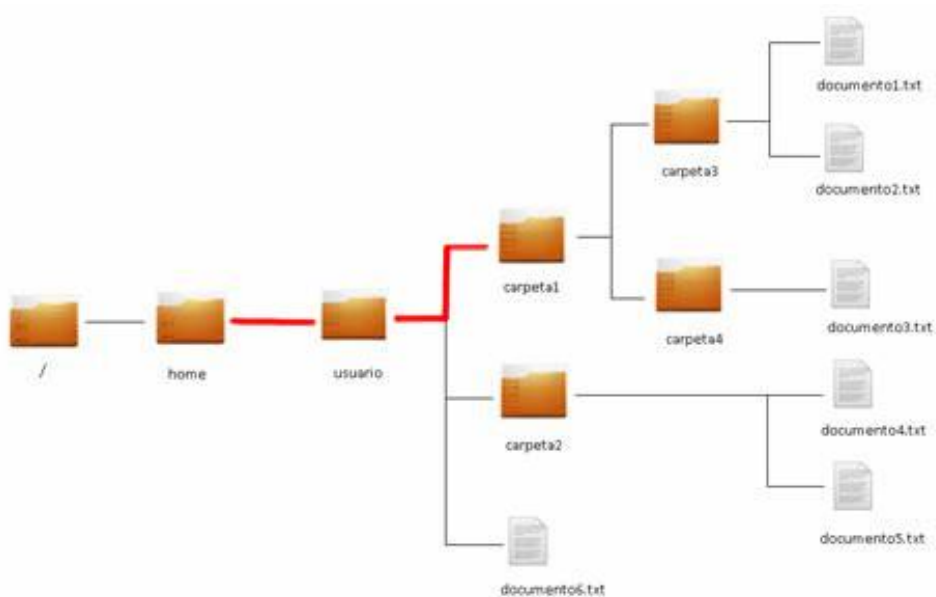 documento1.txt
carpeta3
documento2.txt
carpeta1
documento3.txt
carpeta4
/
home
usuario
documento4.txt
carpeta2
documento5.txt
documento6.txt